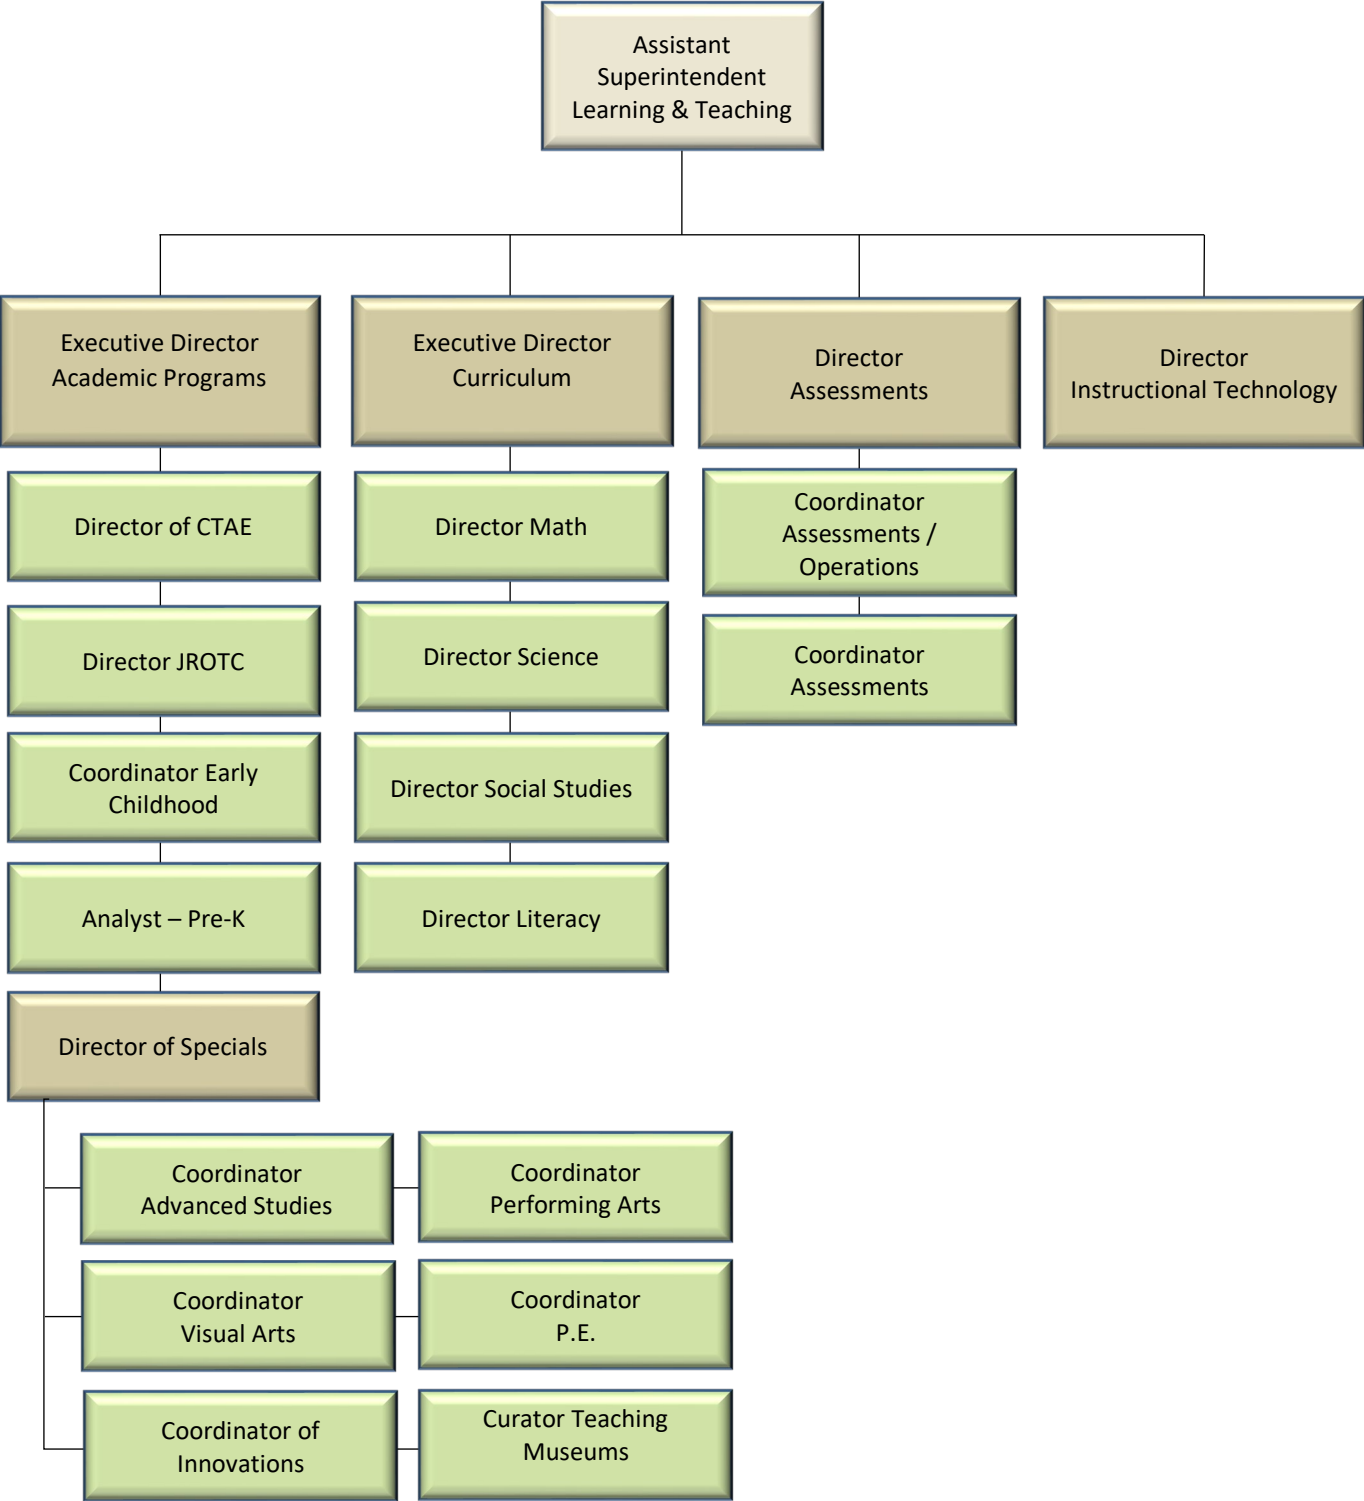 Assistant
Superintendent
Learning & Teaching
Executive Director
Academic Programs
Executive Director
Curriculum
Director
Assessments
Director
Instructional Technology
Director of CTAE
Director JROTC
Coordinator Early
Childhood
Analyst – Pre-K
Director of Specials
Director Math
Director Science
Director Social Studies
Director Literacy
Coordinator
Assessments /
Operations
Coordinator
Assessments
Coordinator
Advanced Studies
Coordinator
Performing Arts
Coordinator
Visual Arts
Coordinator
P.E.
Coordinator of
Innovations
Curator Teaching
Museums